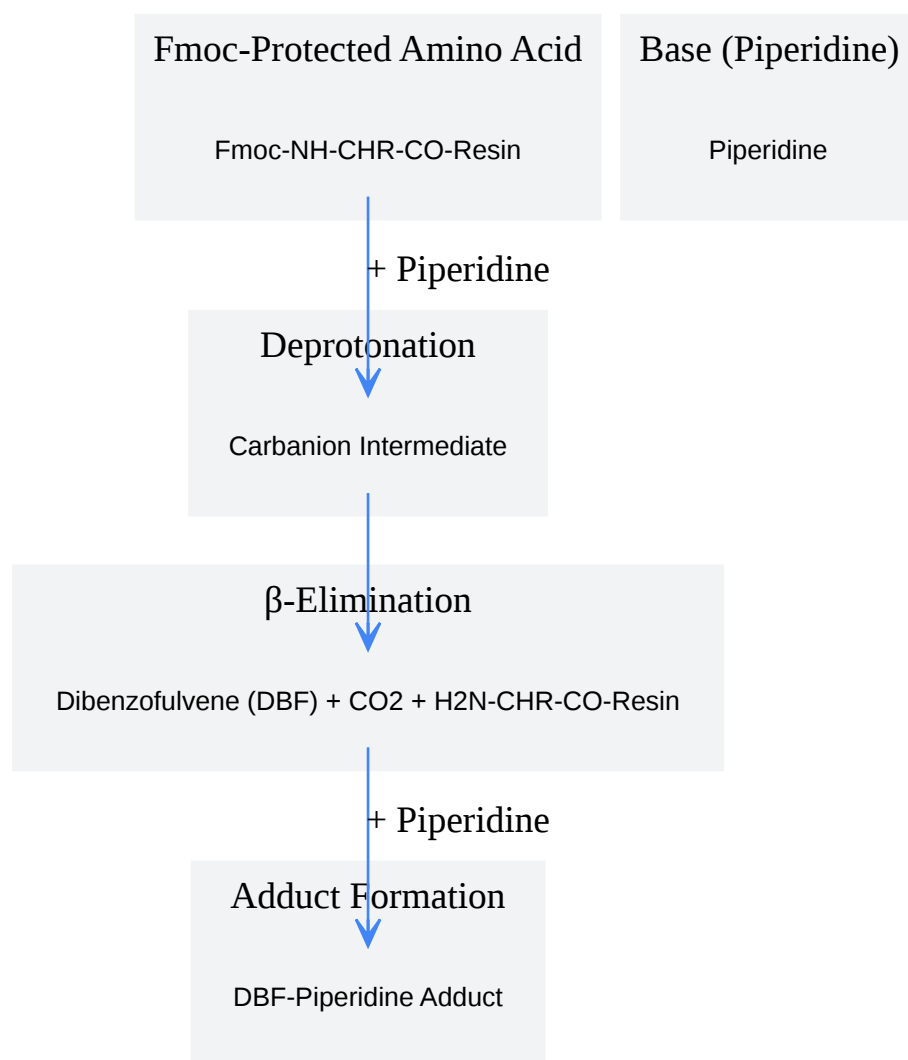 Fmoc-Protected Amino Acid
Base (Piperidine)
Fmoc-NH-CHR-CO-Resin
Piperidine
+ Piperidine
Deprotonation
Carbanion Intermediate
β-Elimination
Dibenzofulvene (DBF) + CO2 + H2N-CHR-CO-Resin
+ Piperidine
Adduct Formation
DBF-Piperidine Adduct